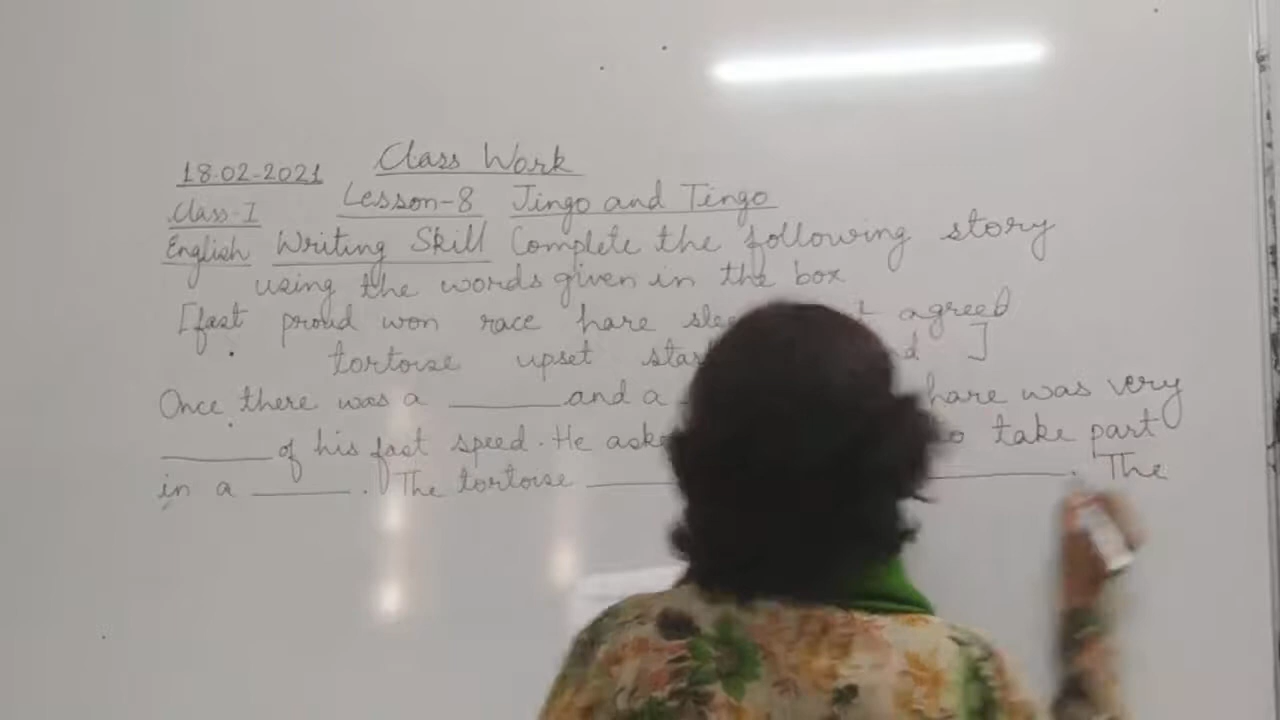 18.02.2021 Class Work
Class-I Lesson-8 Jingo and Tingo
English Writing Skill Complete the following story
using the words given in the box
[fast proud won race hare agreed
tortoise upset ]
Once there was a ______ and a hare was very
______ of his fast speed. He take part
in a ______. The tortoise ______. The